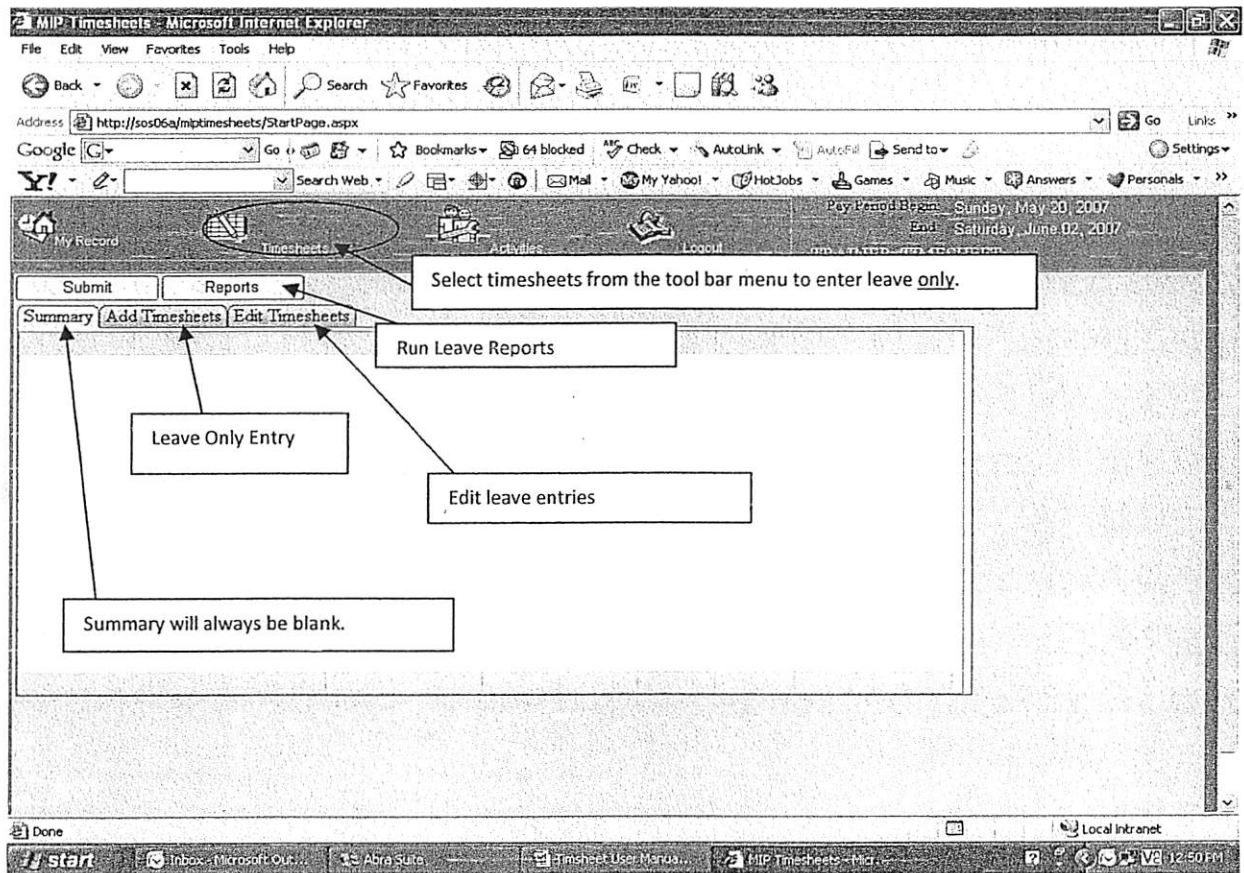 MIP Timesheets - Microsoft Internet Explorer
File Edit View Favorites Tools Help
Back Search Favorites
Address http://sos06a/miptimesheets/StartPage.aspx Go Links »
Google G Go Bookmarks 64 blocked ABC Check AutoLink AutoFill Send to Settings
Y! Search Web Mail My Yahoo! HotJobs Games Music Answers Personals »
Pay Period Begin Sunday, May 20, 2007
My Record Timesheets Activities Logout End Saturday, June 02, 2007
Select timesheets from the tool bar menu to enter leave only.
Submit Reports
Summary Add Timesheets Edit Timesheets
Run Leave Reports
Leave Only Entry
Edit leave entries
Summary will always be blank.
Done Local intranet
start Inbox - Microsoft Out... Abra Suite Timsheet User Manua... MIP Timesheets - Micr... 12:50 PM